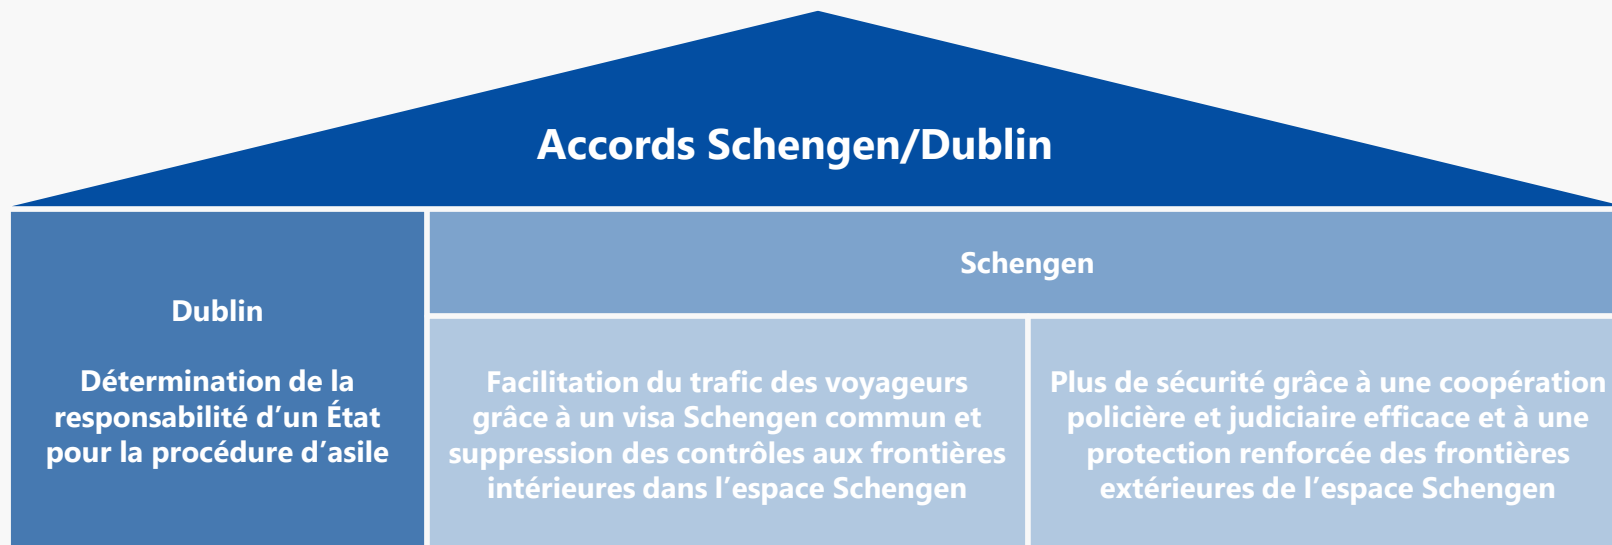 Accords Schengen/Dublin
Dublin
Détermination de la
responsabilité d’un État
pour la procédure d’asile
Schengen
Facilitation du trafic des voyageurs
grâce à un visa Schengen commun et
suppression des contrôles aux frontières
intérieures dans l’espace Schengen
Plus de sécurité grâce à une coopération
policière et judiciaire efficace et à une
protection renforcée des frontières
extérieures de l’espace Schengen